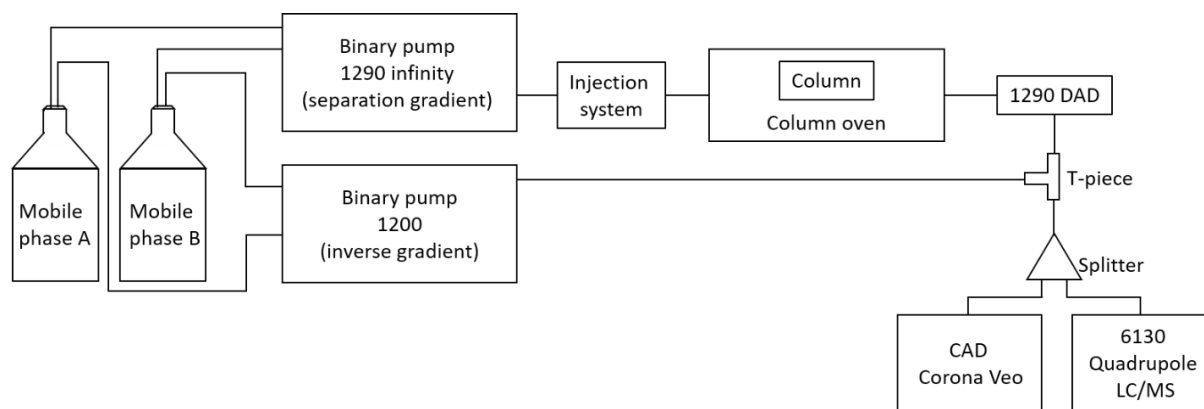 Binary pump
1290 infinity
(separation gradient)
Injection
system
Column
Column oven
1290 DAD
Mobile
phase A
Mobile
phase B
Binary pump
1200
(inverse gradient)
T-piece
Splitter
CAD
Corona Veo
6130
Quadrupole
LC/MS